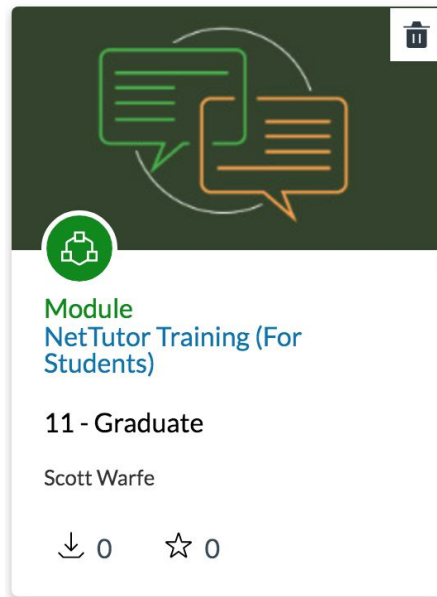 Module
NetTutor Training (For
Students)
11 - Graduate
Scott Warfe
0
0